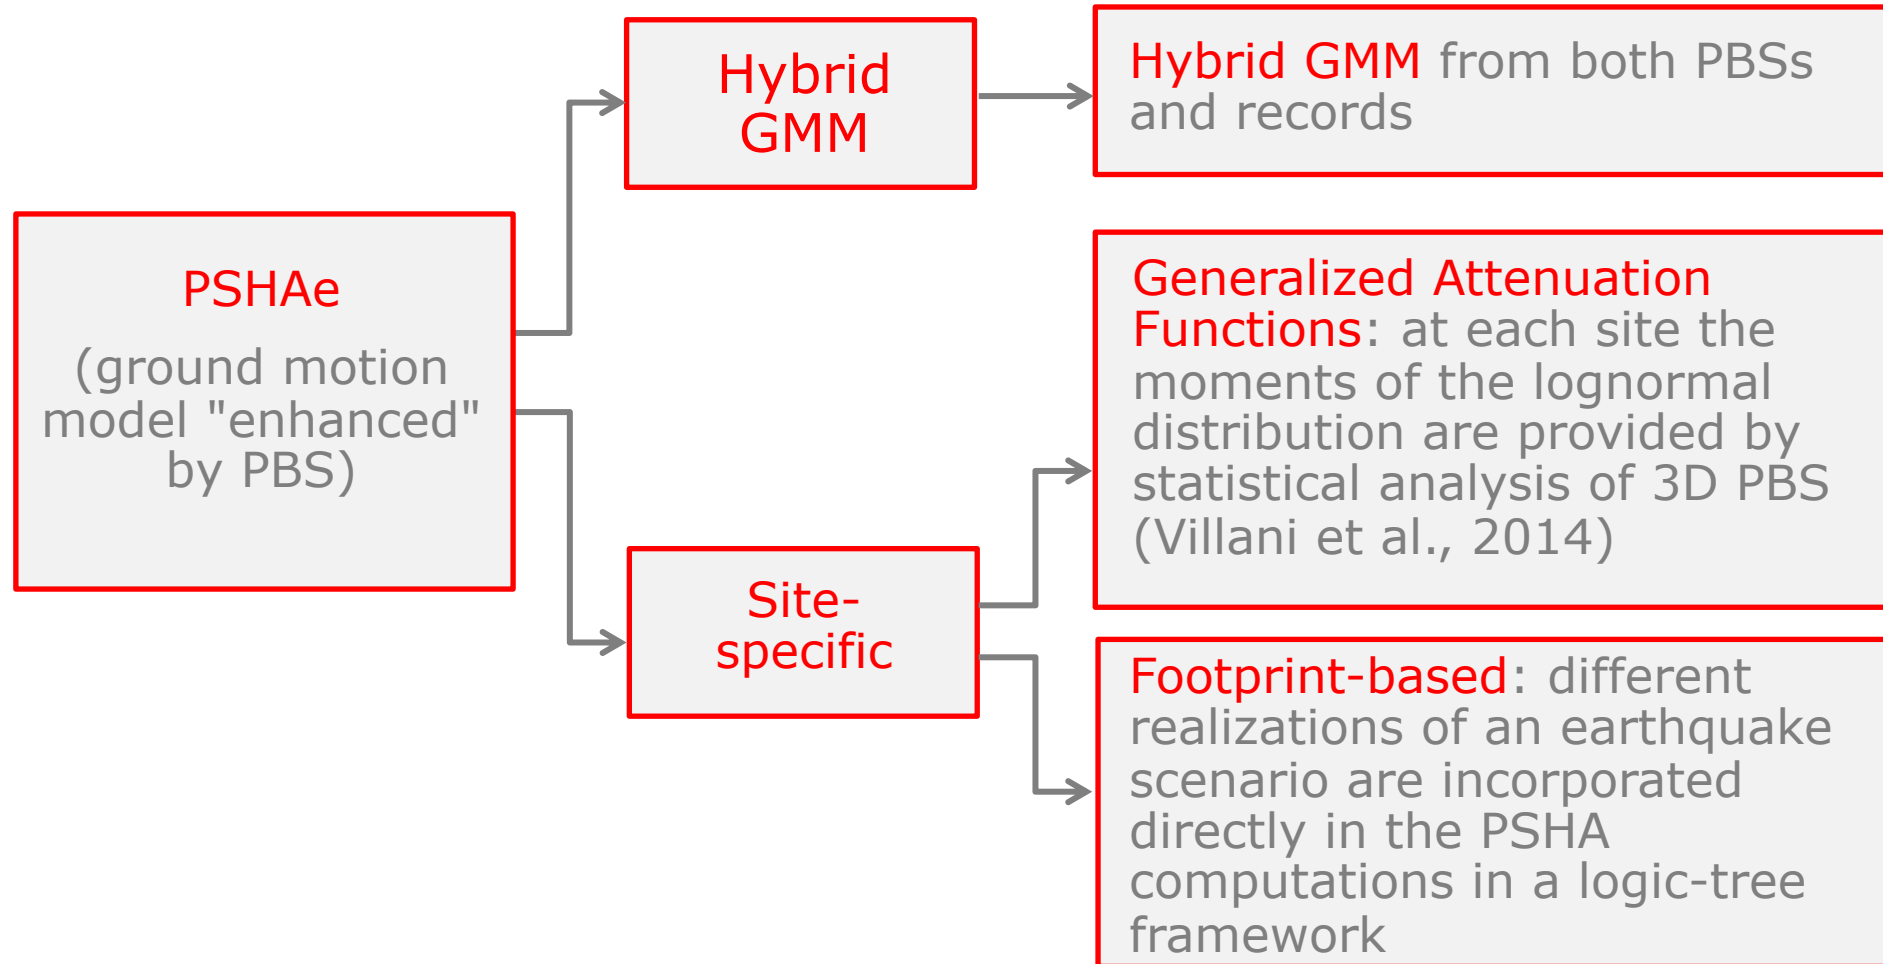 PSHAe
(ground motion
model "enhanced"
by PBS)
Hybrid
GMM
Hybrid GMM from both PBSs
and records
Site-
specific
Generalized Attenuation
Functions: at each site the
moments of the lognormal
distribution are provided by
statistical analysis of 3D PBS
(Villani et al., 2014)
Footprint-based: different
realizations of an earthquake
scenario are incorporated
directly in the PSHA
computations in a logic-tree
framework